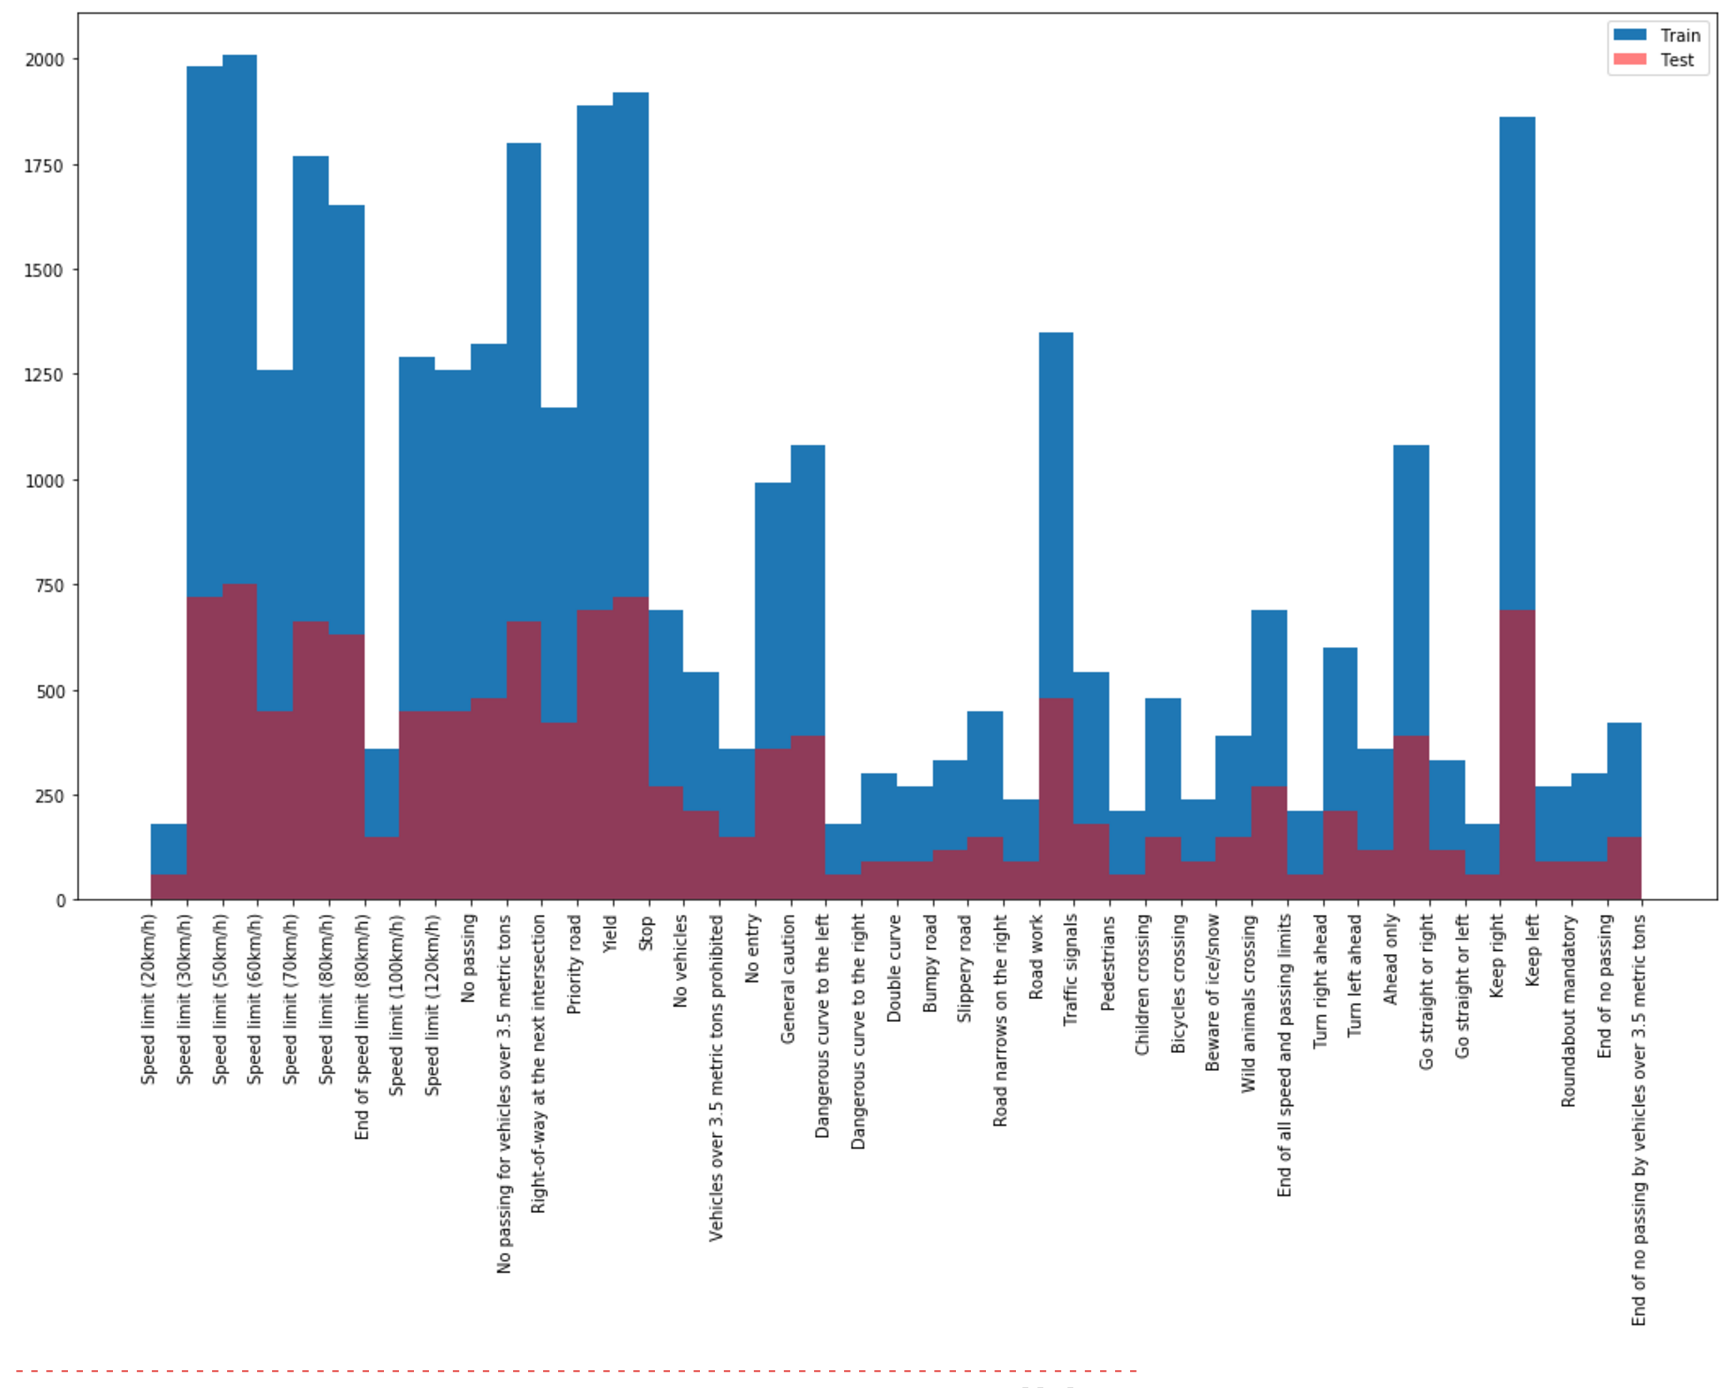 Train
Test
2000
1750
1500
1250
1000
750
500
250
0
Speed limit (20km/h)
Speed limit (30km/h)
Speed limit (50km/h)
Speed limit (60km/h)
Speed limit (70km/h)
Speed limit (80km/h)
End of speed limit (80km/h)
Speed limit (100km/h)
Speed limit (120km/h)
No passing
No passing for vehicles over 3.5 metric tons
Right-of-way at the next intersection
Priority road
Yield
Stop
No vehicles
Vehicles over 3.5 metric tons prohibited
No entry
General caution
Dangerous curve to the left
Dangerous curve to the right
Double curve
Bumpy road
Slippery road
Road narrows on the right
Road work
Traffic signals
Pedestrians
Children crossing
Bicycles crossing
Beware of ice/snow
Wild animals crossing
End of all speed and passing limits
Turn right ahead
Turn left ahead
Ahead only
Go straight or right
Go straight or left
Keep right
Keep left
Roundabout mandatory
End of no passing
End of no passing by vehicles over 3.5 metric tons